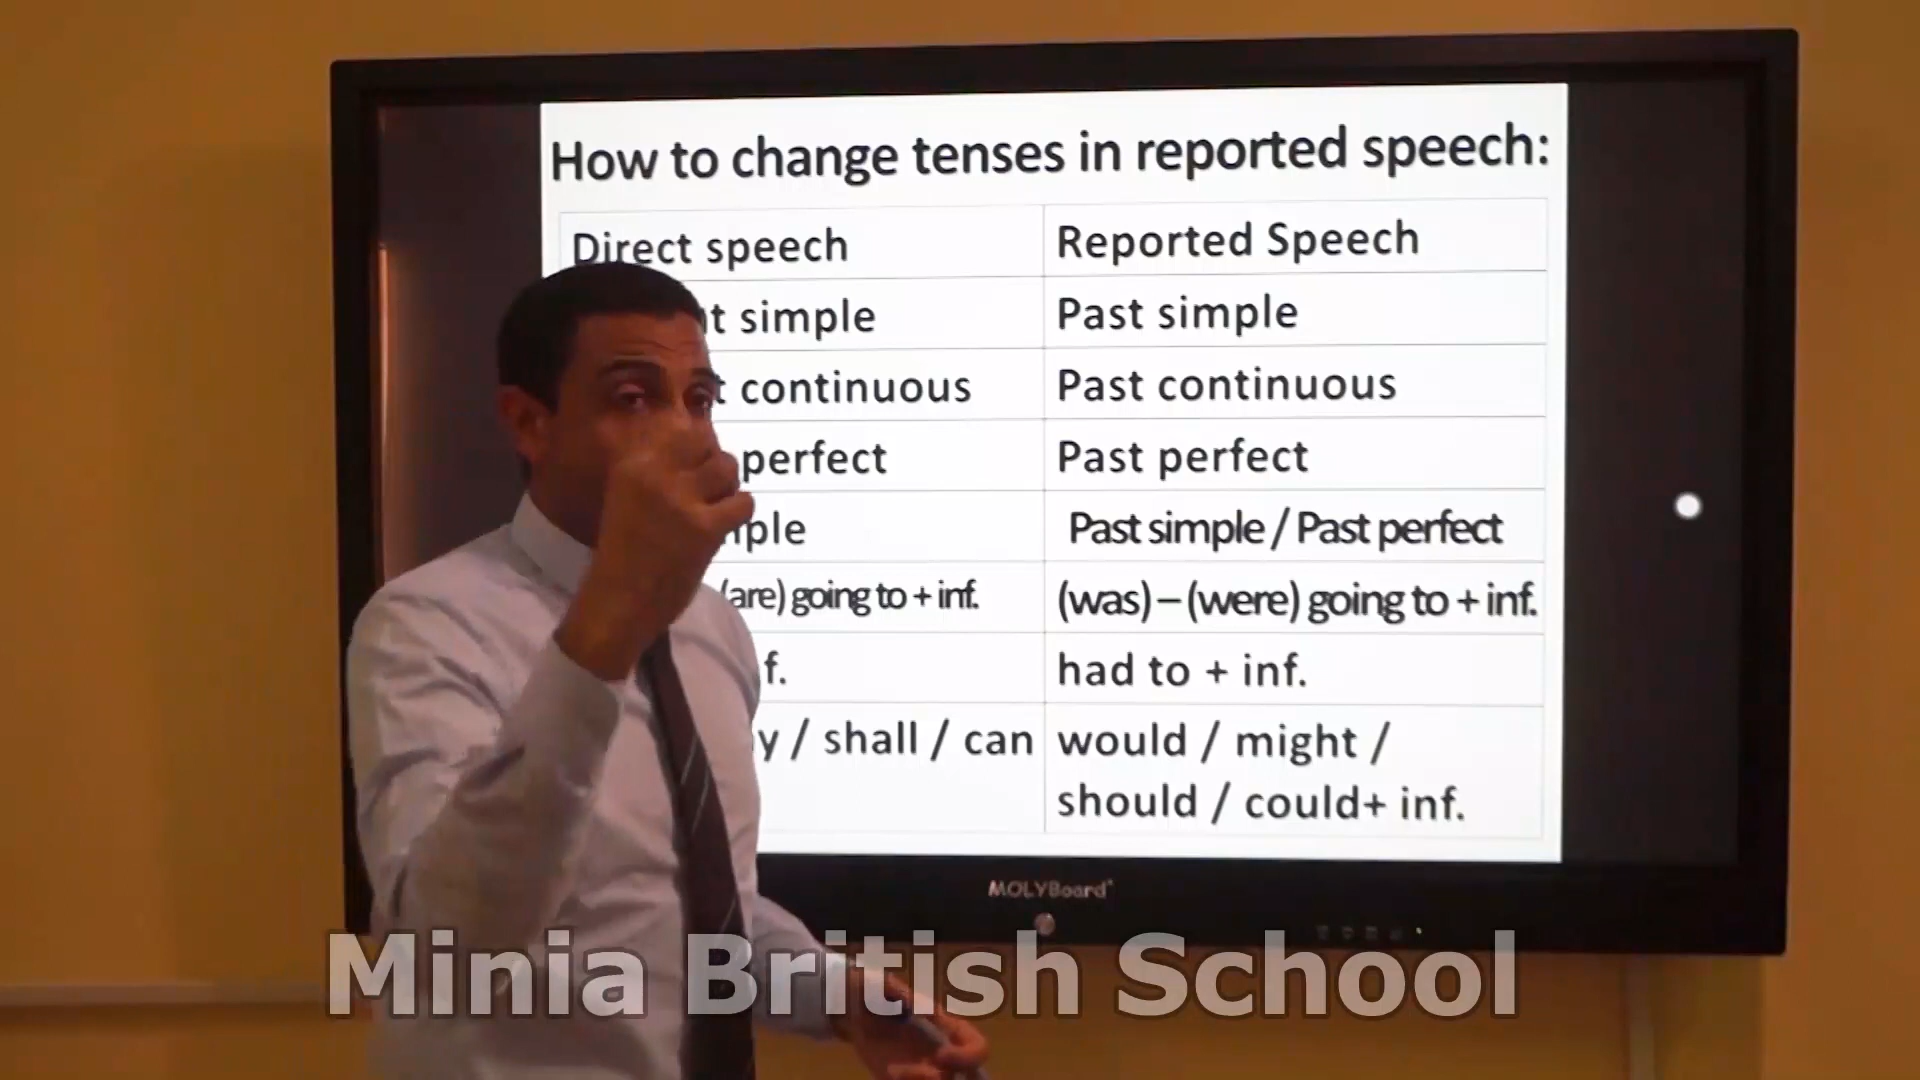 How to change tenses in reported speech:
Direct speech
Reported Speech
simple
Past simple
continuous
Past continuous
perfect
Past perfect
Past simple / Past perfect
(are) going to + inf.
(was) – (were) going to + inf.
had to + inf.
/ shall / can
would / might /
should / could+ inf.
MOLYBoard
Minia British School